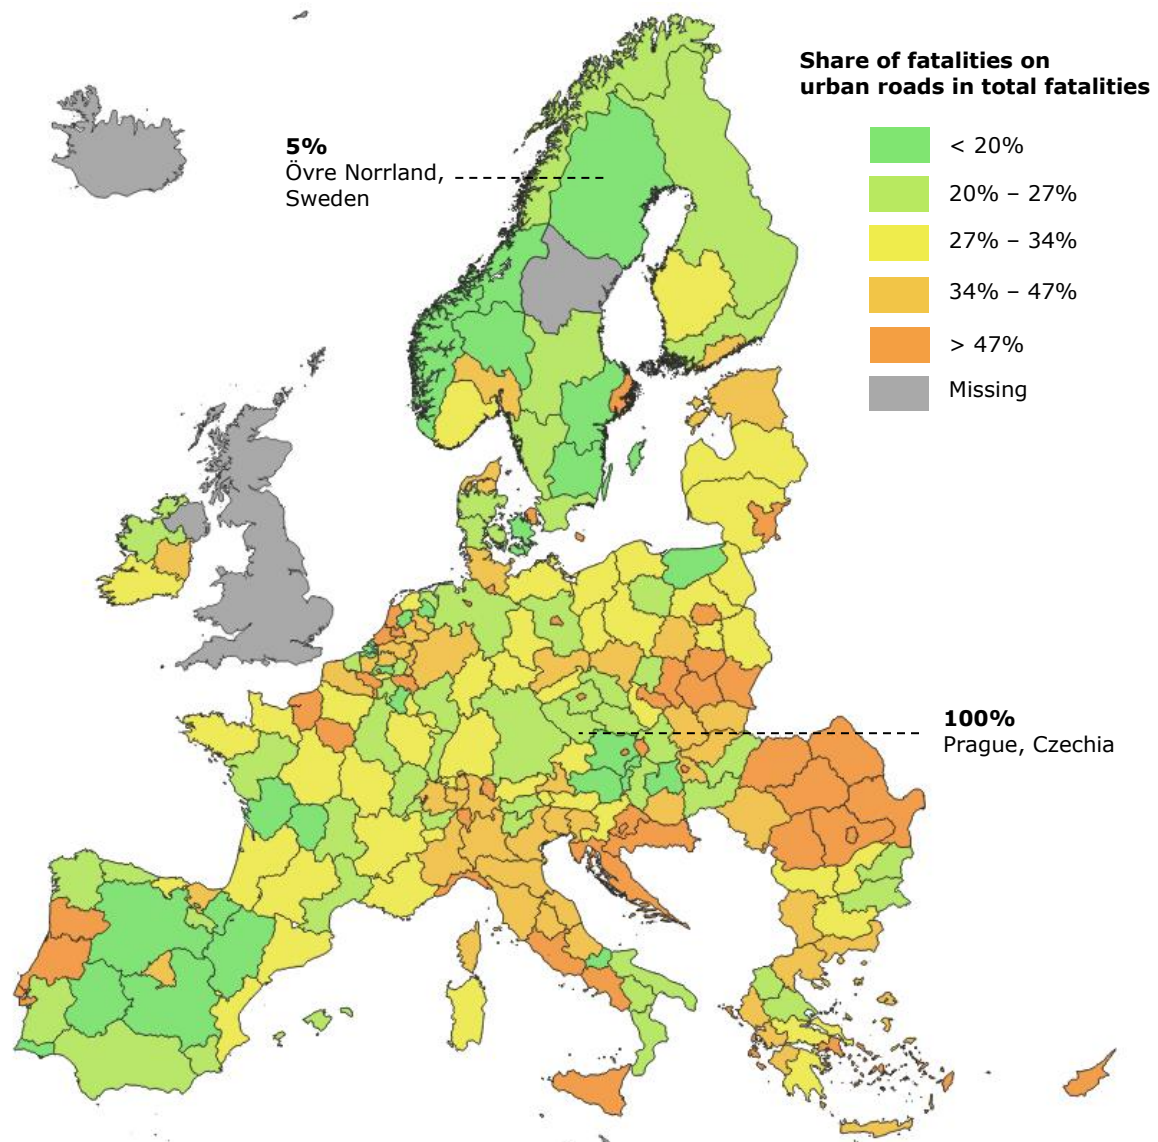 Share of fatalities on
urban roads in total fatalities
< 20%
20% – 27%
27% – 34%
34% – 47%
> 47%
Missing
5%
Övre Norrland,
Sweden
100%
Prague, Czechia